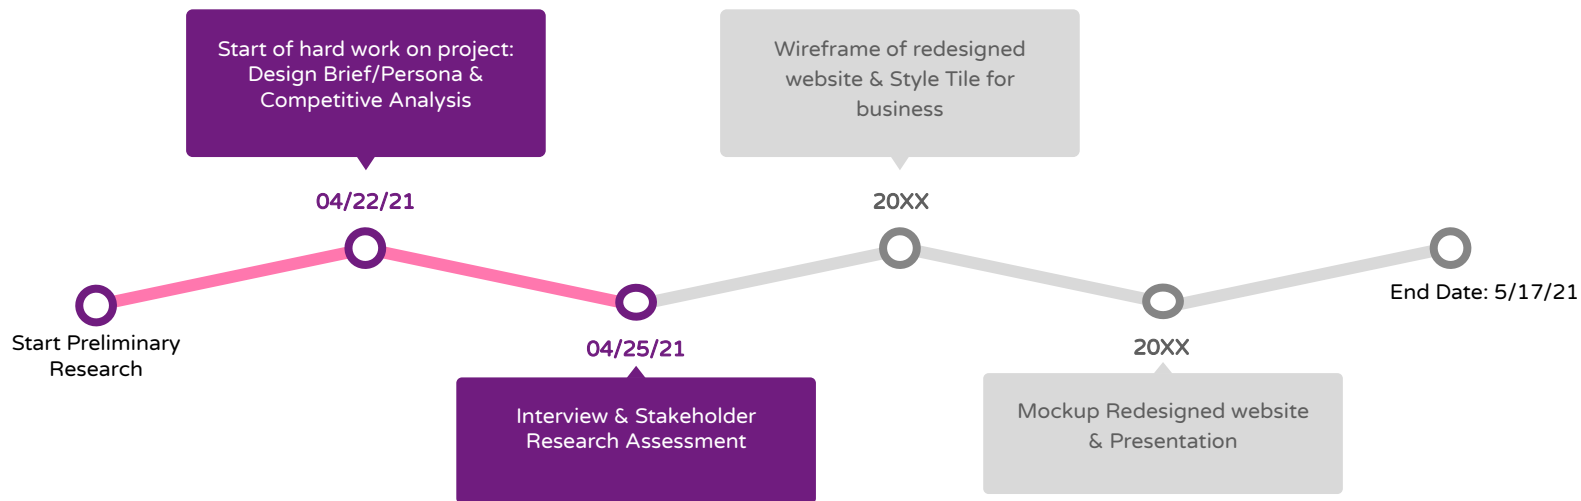 Start of hard work on project:
Design Brief/Persona &
Competitive Analysis
Wireframe of redesigned
website & Style Tile for
business
04/22/21
20XX
End Date: 5/17/21
Start Preliminary
Research
04/25/21
20XX
Interview & Stakeholder
Research Assessment
Mockup Redesigned website
& Presentation